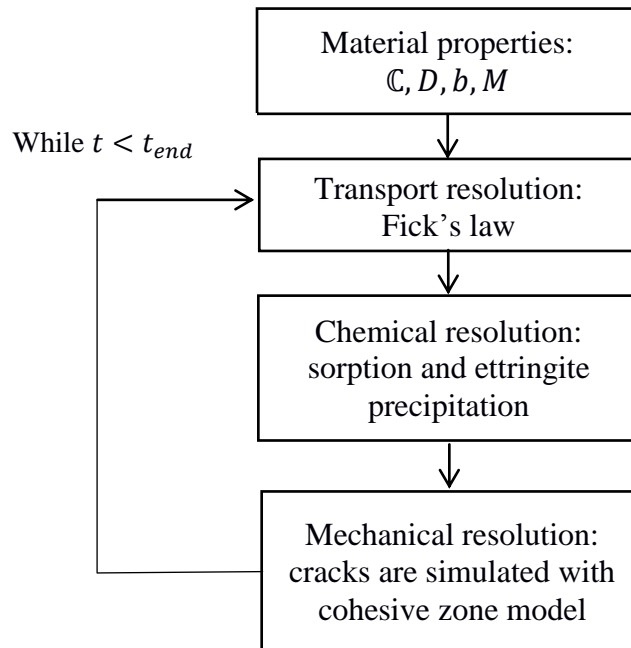 Material properties:
ℂ, D, b, M
While t < t_end
Transport resolution:
Fick's law
Chemical resolution:
sorption and ettringite
precipitation
Mechanical resolution:
cracks are simulated with
cohesive zone model